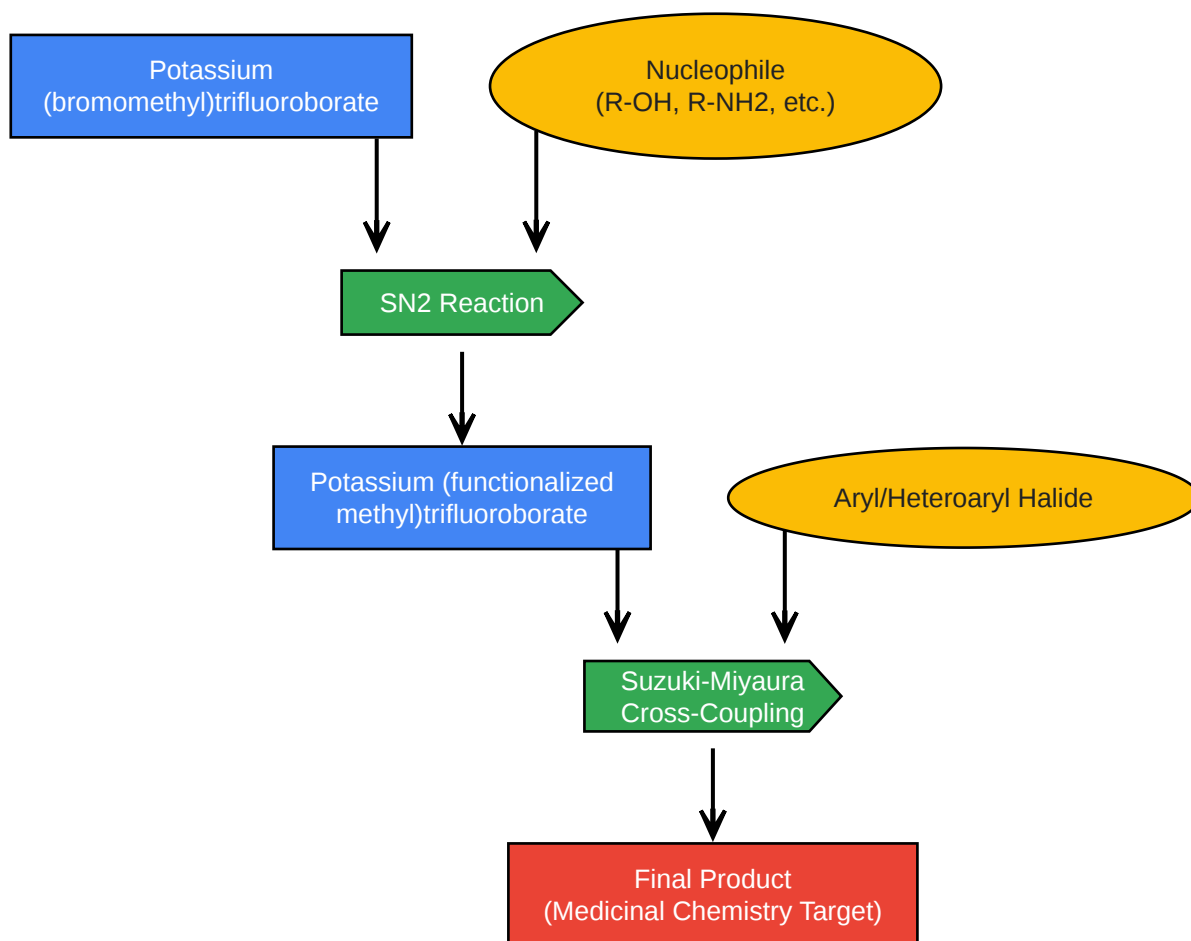 Potassium
(bromomethyl)trifluoroborate
Nucleophile
(R-OH, R-NH2, etc.)
SN2 Reaction
Potassium (functionalized
methyl)trifluoroborate
Aryl/Heteroaryl Halide
Suzuki-Miyaura
Cross-Coupling
Final Product
(Medicinal Chemistry Target)